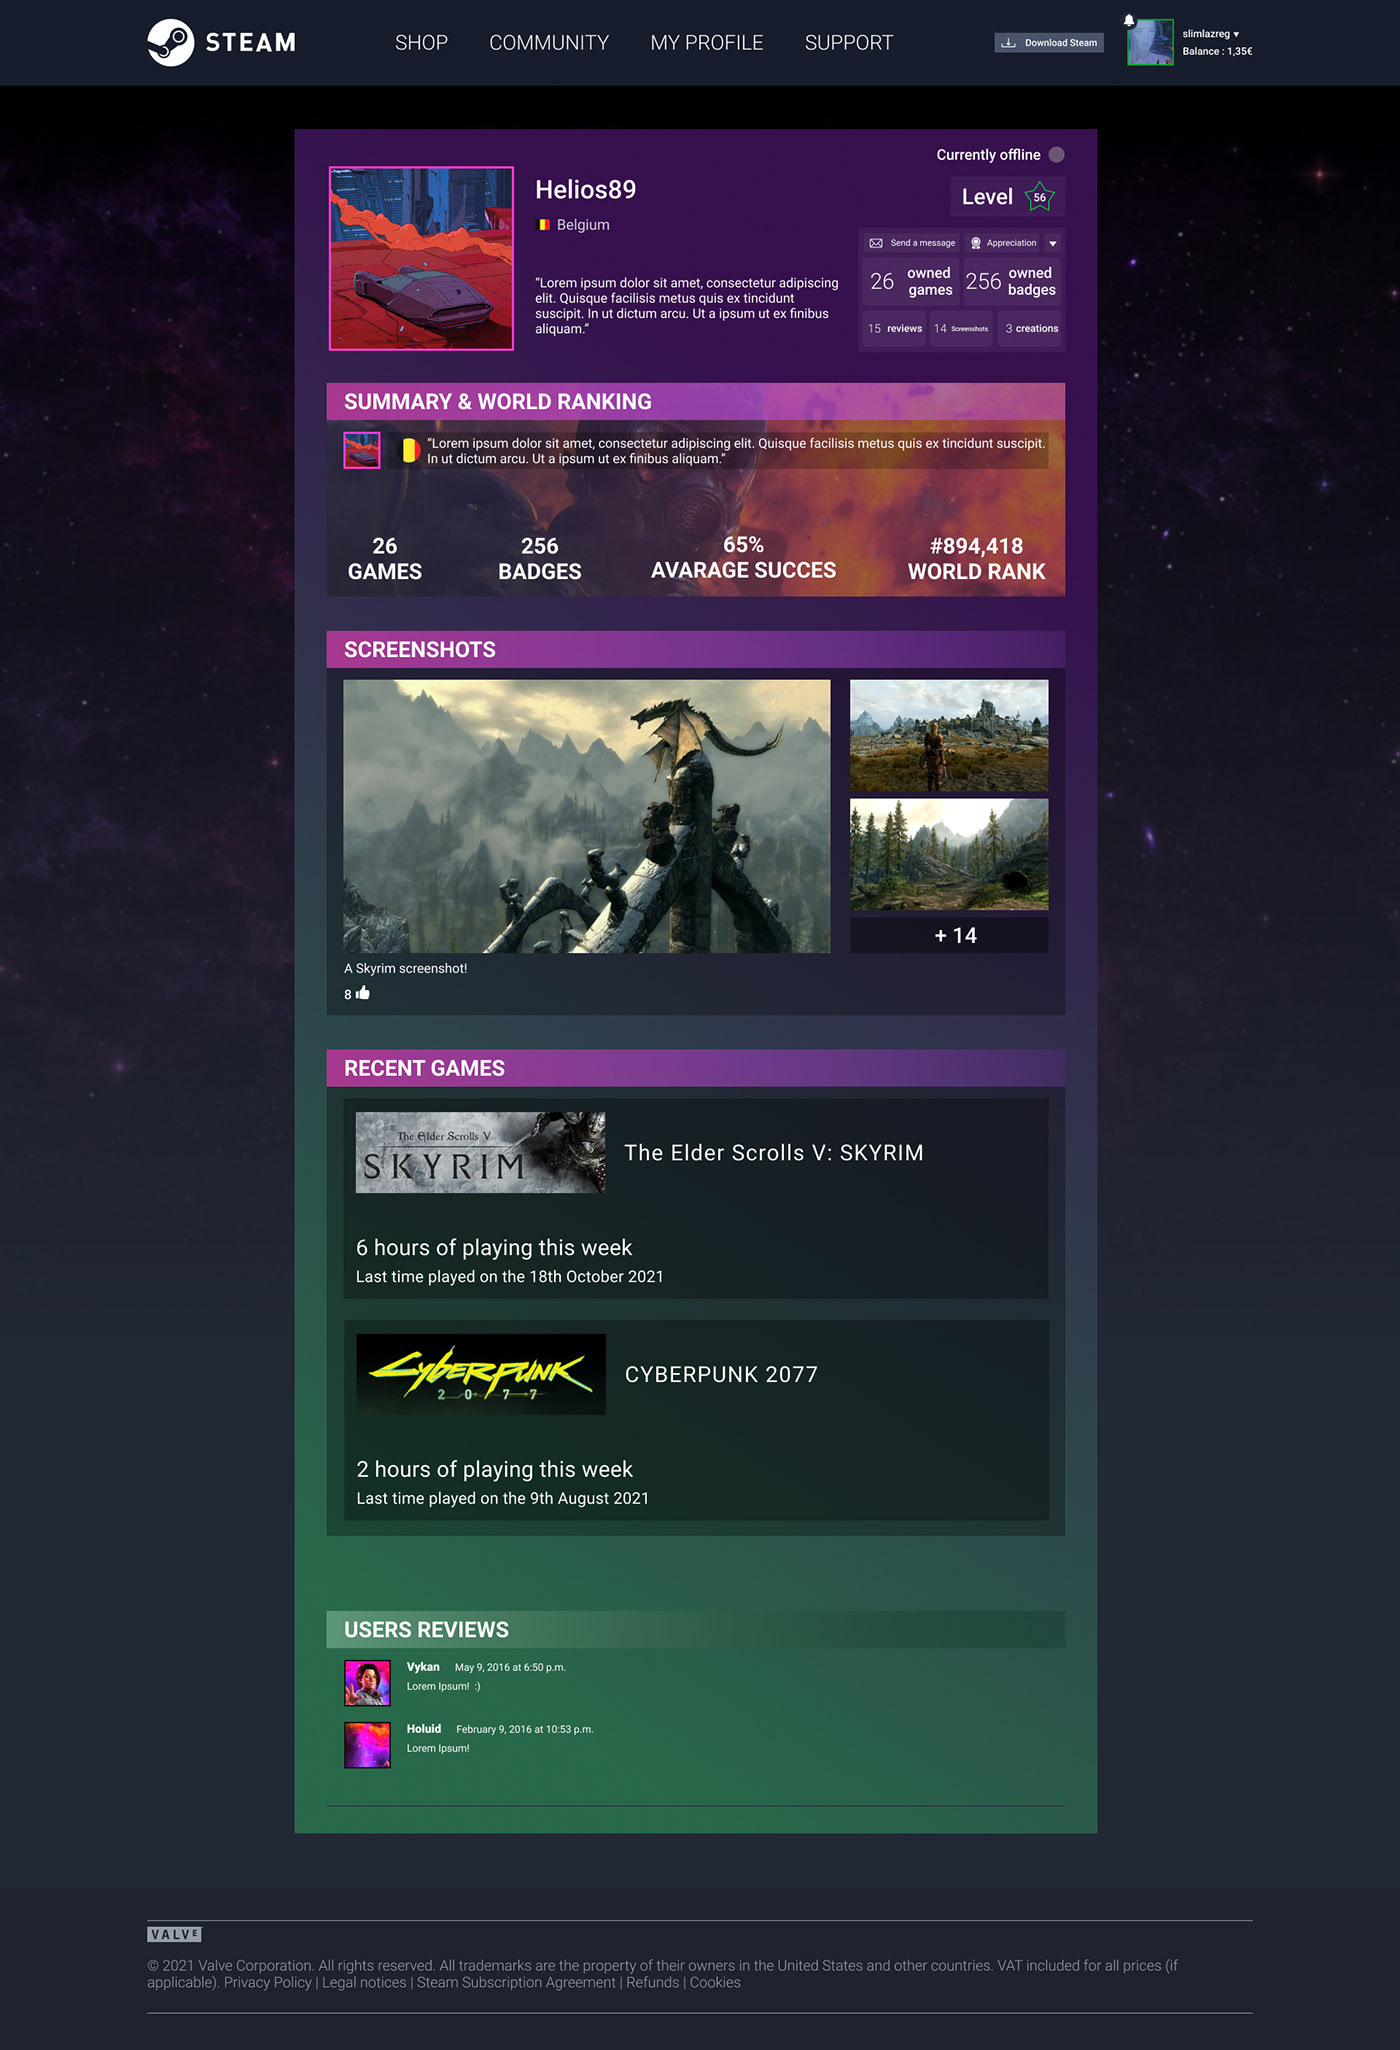 STEAM
SHOP COMMUNITY MY PROFILE SUPPORT
Download Steam
slimlazreg
Balance : 1,35€
Currently offline
Helios89
Level 56
Belgium
Send a message Appreciation
26 owned games 256 owned badges
15 reviews 14 Screenshots 3 creations
“Lorem ipsum dolor sit amet, consectetur adipiscing
elit. Quisque facilisis metus quis ex tincidunt
suscipit. In ut dictum arcu. Ut a ipsum ut ex finibus
aliquam.”
SUMMARY & WORLD RANKING
“Lorem ipsum dolor sit amet, consectetur adipiscing elit. Quisque facilisis metus quis ex tincidunt suscipit.
In ut dictum arcu. Ut a ipsum ut ex finibus aliquam.”
26
GAMES
256
BADGES
65%
AVARAGE SUCCES
#894,418
WORLD RANK
SCREENSHOTS
+ 14
A Skyrim screenshot!
8
RECENT GAMES
The Elder Scrolls V
SKYRIM
The Elder Scrolls V: SKYRIM
6 hours of playing this week
Last time played on the 18th October 2021
Cyberpunk
2077
CYBERPUNK 2077
2 hours of playing this week
Last time played on the 9th August 2021
USERS REVIEWS
Vykan May 9, 2016 at 6:50 p.m.
Lorem Ipsum! :)
Holuid February 9, 2016 at 10:53 p.m.
Lorem Ipsum!
VALVE
© 2021 Valve Corporation. All rights reserved. All trademarks are the property of their owners in the United States and other countries. VAT included for all prices (if
applicable). Privacy Policy | Legal notices | Steam Subscription Agreement | Refunds | Cookies